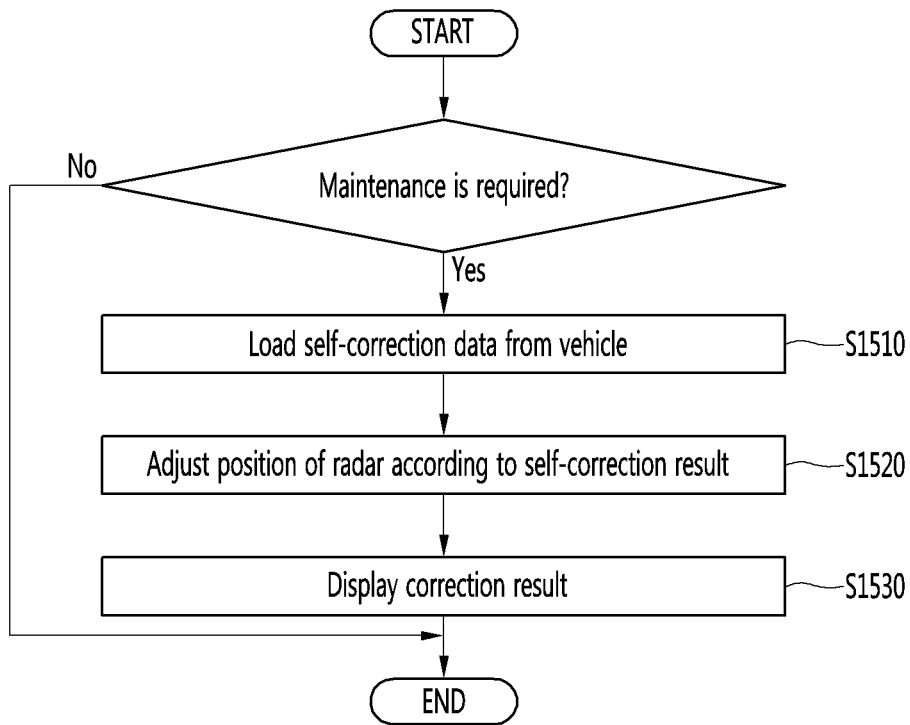 START
No
Maintenance is required?
Yes
Load self-correction data from vehicle
S1510
Adjust position of radar according to self-correction result
S1520
Display correction result
S1530
END